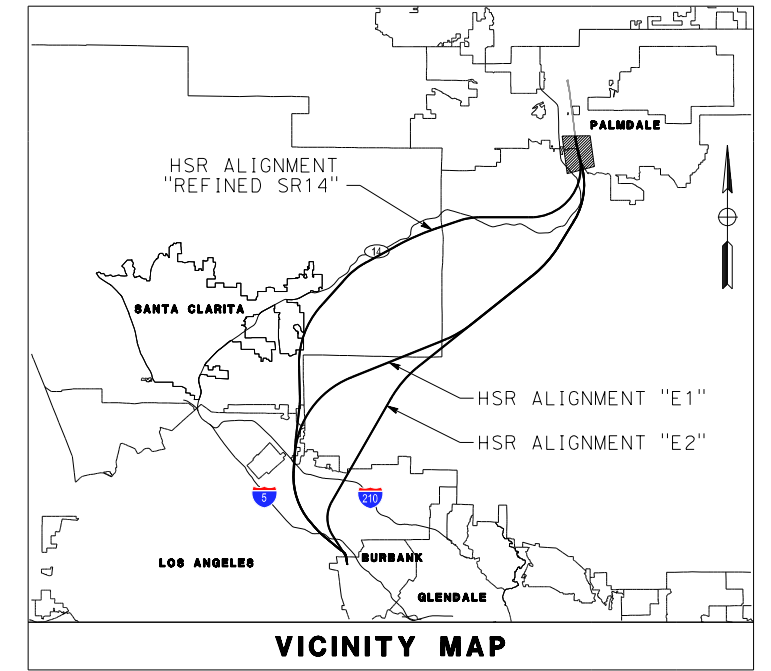 PALMDALE
HSR ALIGNMENT
"REFINED SR14"
14
SANTA CLARITA
HSR ALIGNMENT "E1"
HSR ALIGNMENT "E2"
5
210
LOS ANGELES
BURBANK
GLENDALE
VICINITY MAP